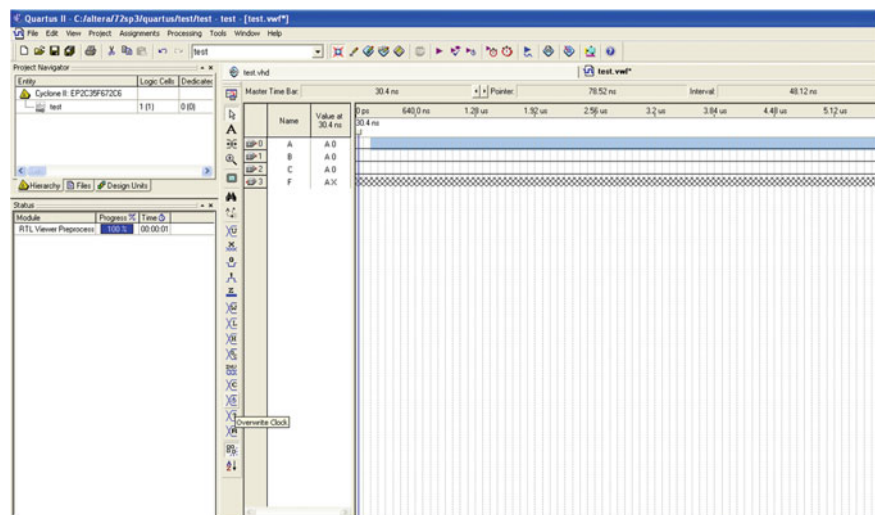 Quartus II - C:/altera/72sp3/quartus/test/test - test - [test.vwf*]
File Edit View Project Assignments Processing Tools Window Help
test
Project Navigator
Entity Logic Cells Dedicated
Cyclone II: EP2C35F672C6
test 1 (1) 0 (0)
Hierarchy Files Design Units
Status
Module Progress % Time
RTL Viewer Preprocess 100 % 00:00:01
test.vhd
test.vwf*
Master Time Bar: 30.4 ns Pointer: 78.52 ns Interval: 48.12 ns
Name
Value at
30.4 ns
0 ps 640.0 ns 1.28 us 1.92 us 2.56 us 3.2 us 3.84 us 4.48 us 5.12 us
30.4 ns
0 A A 0
1 B A 0
2 C A 0
3 F A X
Overwrite Clock